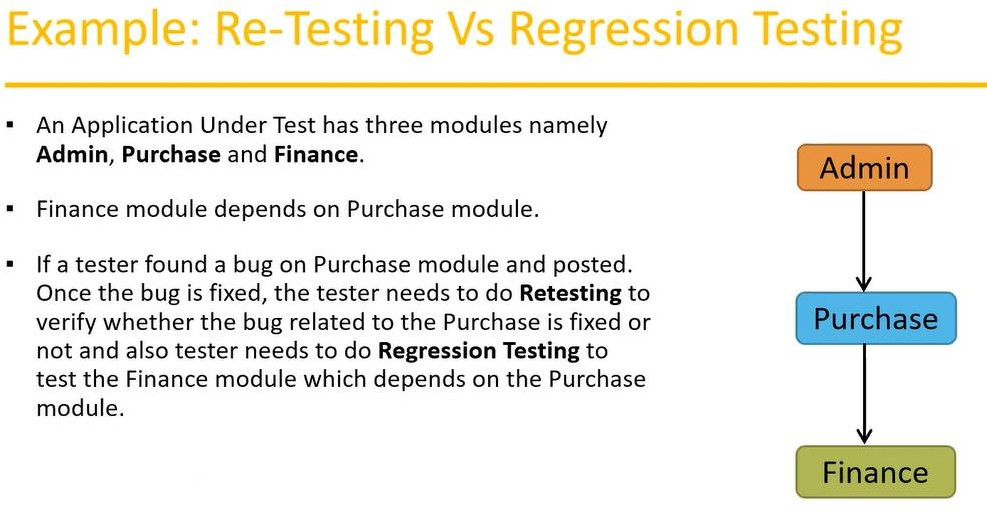 Example: Re-Testing Vs Regression Testing
▪ An Application Under Test has three modules namely
Admin, Purchase and Finance.
▪ Finance module depends on Purchase module.
▪ If a tester found a bug on Purchase module and posted.
Once the bug is fixed, the tester needs to do Retesting to
verify whether the bug related to the Purchase is fixed or
not and also tester needs to do Regression Testing to
test the Finance module which depends on the Purchase
module.
Admin
Purchase
Finance